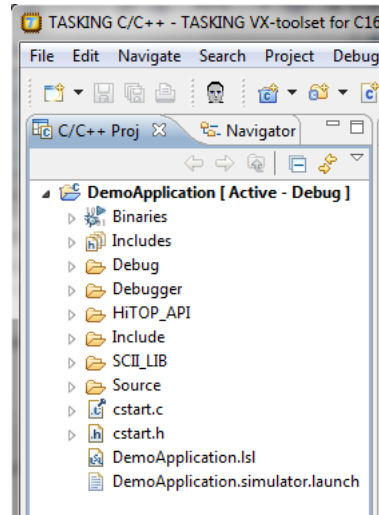 TASKING C/C++ - TASKING VX-toolset for C16
File Edit Navigate Search Project Debug
C/C++ Proj Navigator
DemoApplication [ Active - Debug ]
Binaries
Includes
Debug
Debugger
HiTOP_API
Include
SCII_LIB
Source
cstart.c
cstart.h
DemoApplication.lsl
DemoApplication.simulator.launch